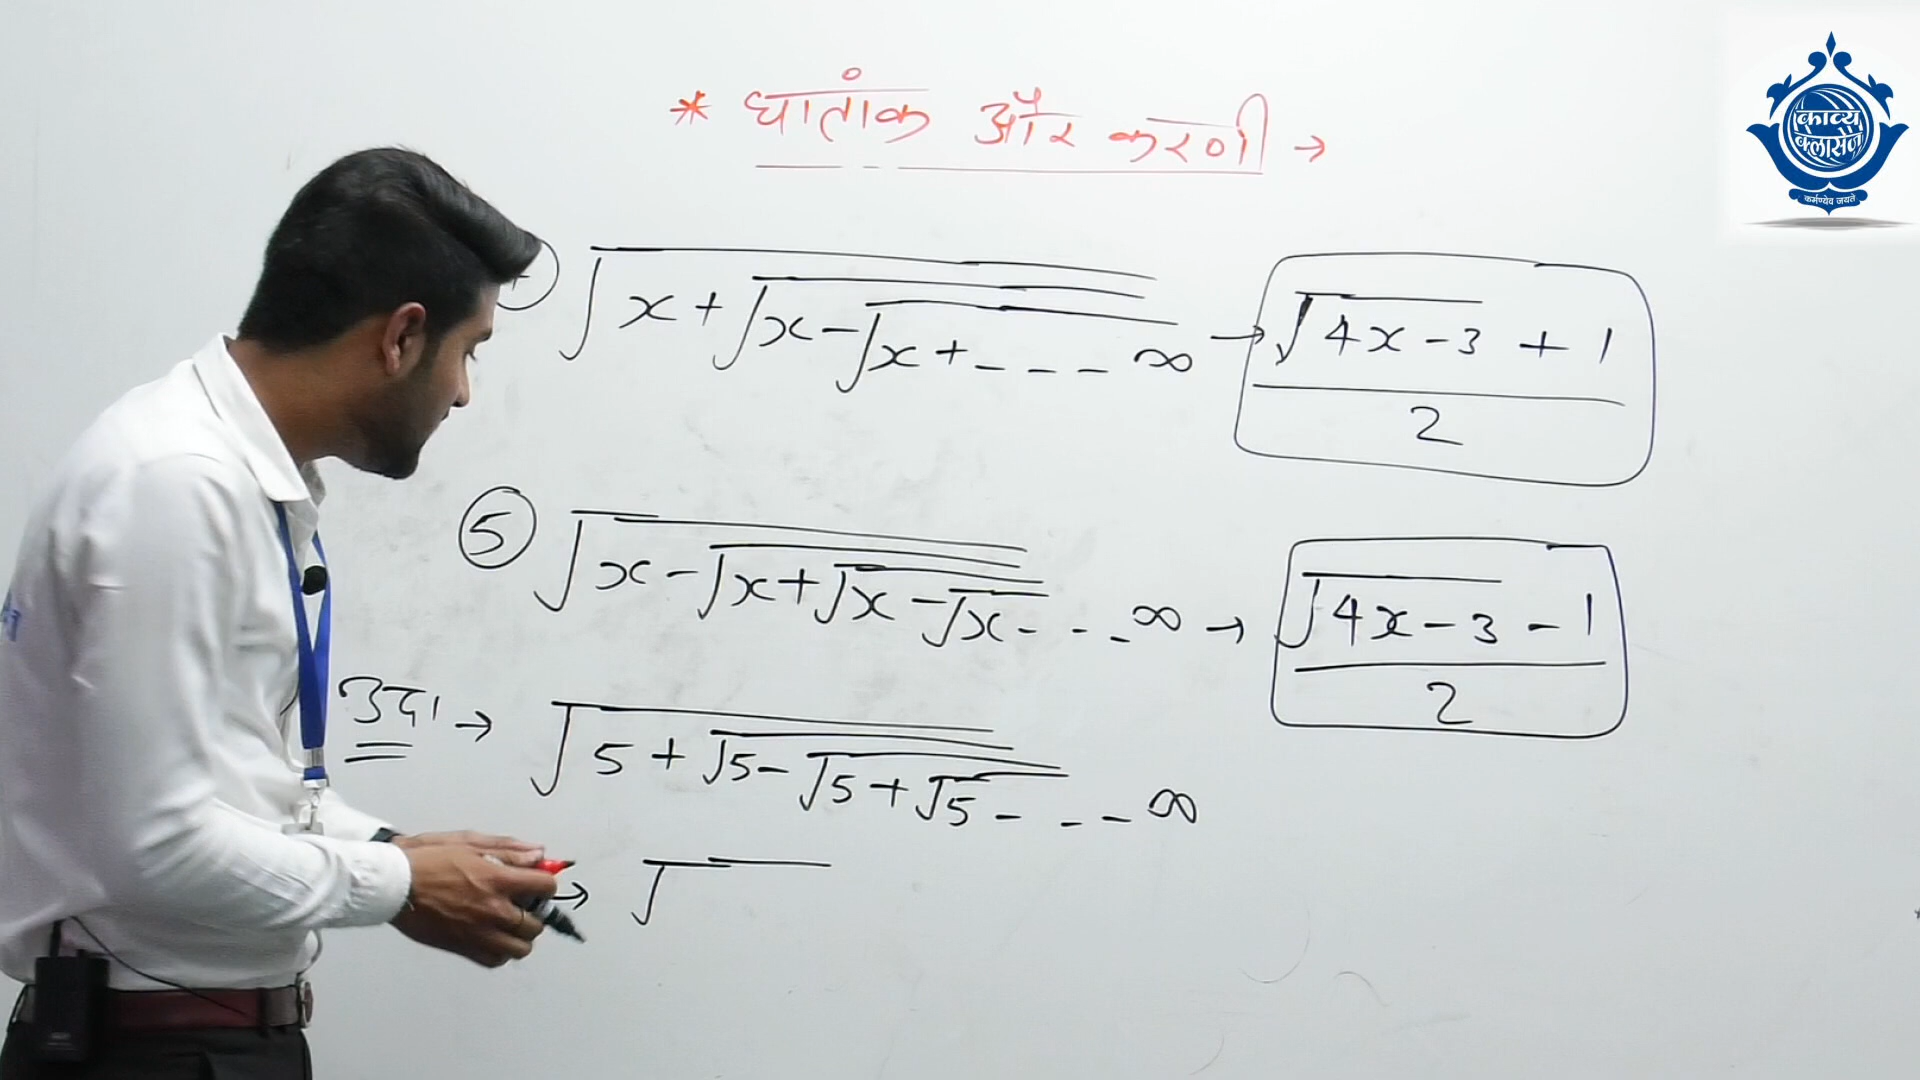 * घातांक और करणी →
काव्य
क्लासेज
कर्मण्येव जयते
√(x + √(x - √(x + - - - - ∞ → (√(4x - 3) + 1)/2
⑤ √(x - √(x + √(x - √(x - - - ∞ → (√(4x - 3) - 1)/2
उदा → √(5 + √(5 - √(5 + √(5 - - - - ∞
→ √